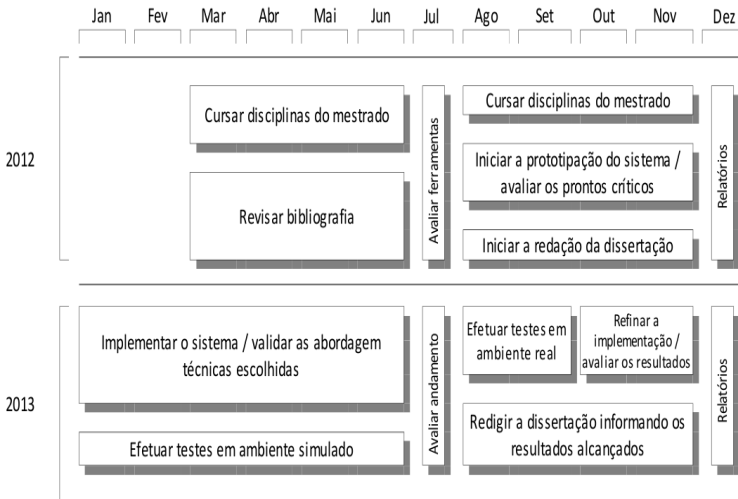 Jan Fev Mar Abr Mai Jun Jul Ago Set Out Nov Dez
2012
Cursar disciplinas do mestrado
Revisar bibliografia
Avaliar ferramentas
Cursar disciplinas do mestrado
Iniciar a prototipação do sistema /
avaliar os prontos críticos
Iniciar a redação da dissertação
Relatórios
2013
Implementar o sistema / validar as abordagem
técnicas escolhidas
Efetuar testes em ambiente simulado
Avaliar andamento
Efetuar testes em
ambiente real
Refinar a
implementação /
avaliar os resultados
Redigir a dissertação informando os
resultados alcançados
Relatórios